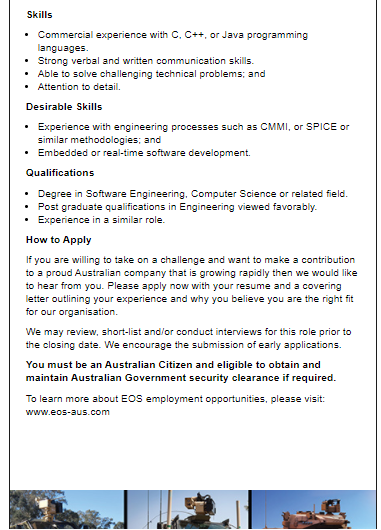 Skills
• Commercial experience with C, C++, or Java programming
languages.
• Strong verbal and written communication skills.
• Able to solve challenging technical problems; and
• Attention to detail.
Desirable Skills
• Experience with engineering processes such as CMMI, or SPICE or
similar methodologies; and
• Embedded or real-time software development.
Qualifications
• Degree in Software Engineering, Computer Science or related field.
• Post graduate qualifications in Engineering viewed favorably.
• Experience in a similar role.
How to Apply
If you are willing to take on a challenge and want to make a contribution
to a proud Australian company that is growing rapidly then we would like
to hear from you. Please apply now with your resume and a covering
letter outlining your experience and why you believe you are the right fit
for our organisation.
We may review, short-list and/or conduct interviews for this role prior to
the closing date. We encourage the submission of early applications.
You must be an Australian Citizen and eligible to obtain and
maintain Australian Government security clearance if required.
To learn more about EOS employment opportunities, please visit:
www.eos-aus.com